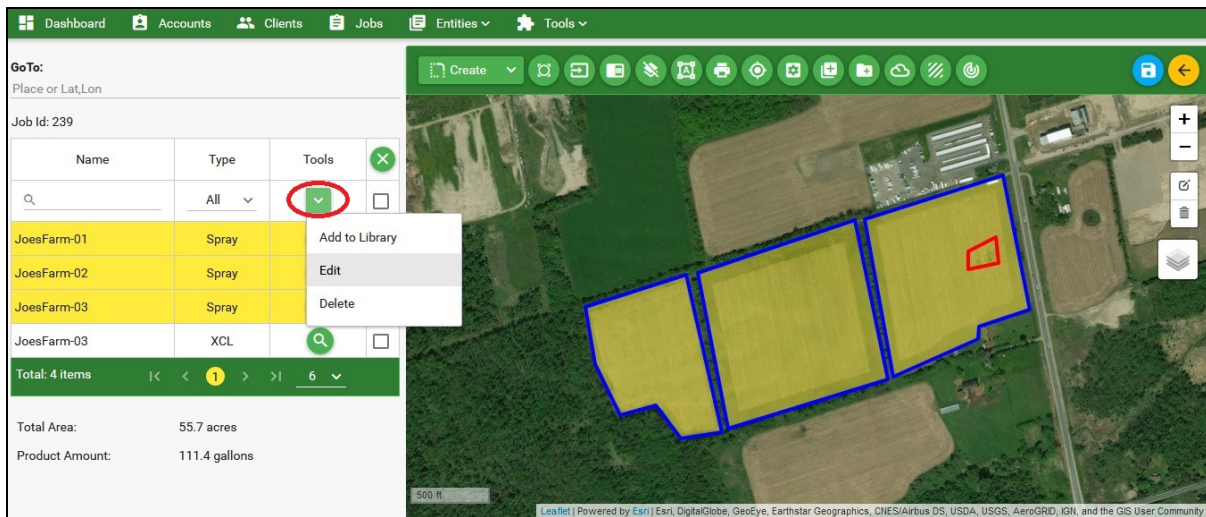 Dashboard Accounts Clients Jobs Entities Tools
GoTo:
Place or Lat,Lon
Create
A
Job Id: 239
Name Type Tools
All
Add to Library
JoesFarm-01 Spray
Edit
JoesFarm-02 Spray
Delete
JoesFarm-03 Spray
JoesFarm-03 XCL
Total: 4 items 1 6
Total Area: 55.7 acres
Product Amount: 111.4 gallons
+
−
500 ft
Leaflet | Powered by Esri | Esri, DigitalGlobe, GeoEye, Earthstar Geographics, CNES/Airbus DS, USDA, USGS, AeroGRID, IGN, and the GIS User Community